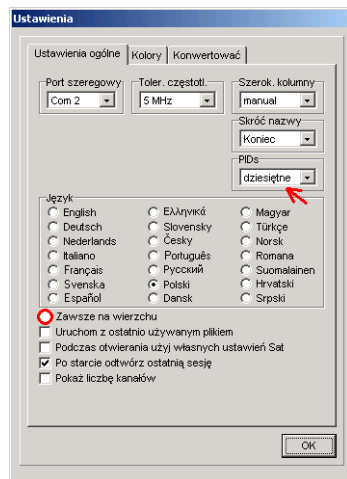 Ustawienia
Ustawienia ogólne Kolory Konwertować
Port szeregowy Toler. częstotl. Szerok. kolumny
Com 2 5 MHz manual
Skróć nazwy
Koniec
PIDs
dziesiętne
Język
English Ελληνικά Magyar
Deutsch Slovensky Türkçe
Nederlands Česky Norsk
Italiano Português Romana
Français Русский Suomalainen
Svenska Polski Hrvatski
Español Dansk Srpski
Zawsze na wierzchu
Uruchom z ostatnio używanym plikiem
Podczas otwierania użyj własnych ustawień Sat
Po starcie odtwórz ostatnią sesję
Pokaż liczbę kanałów
OK